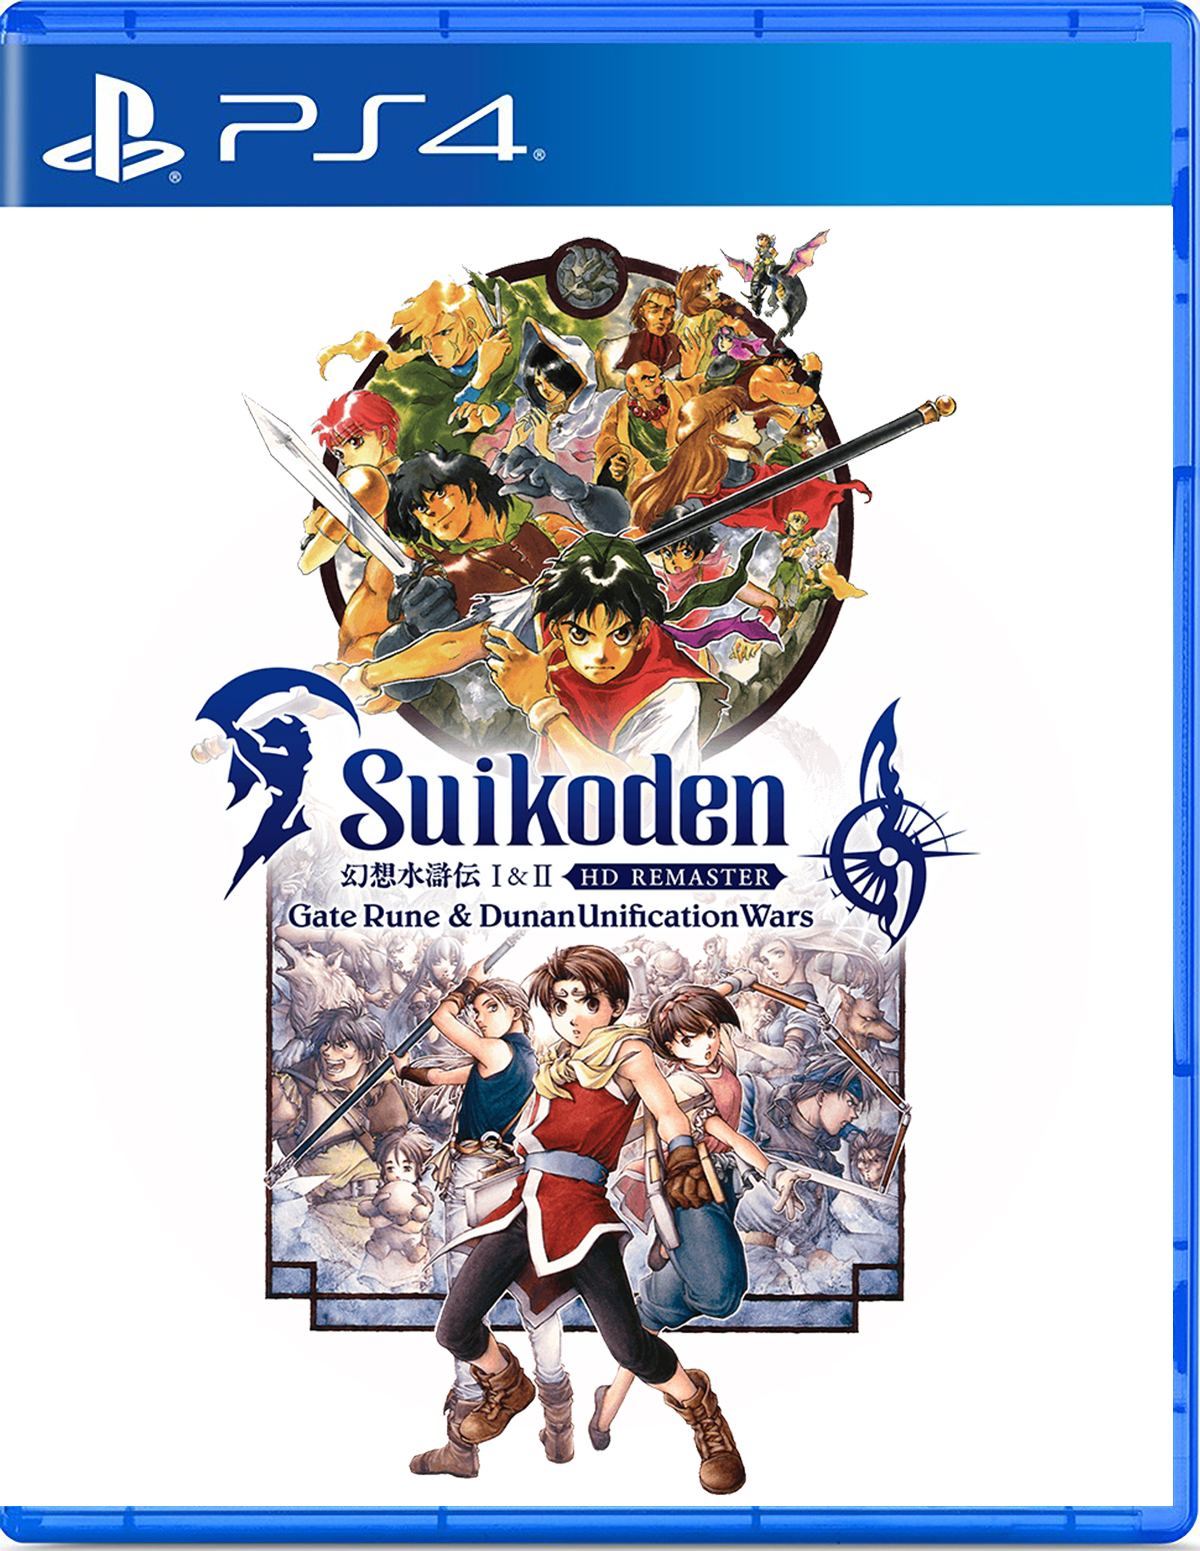 PS4®
Suikoden
幻想水滸伝 I & II HD REMASTER
Gate Rune & Dunan Unification Wars